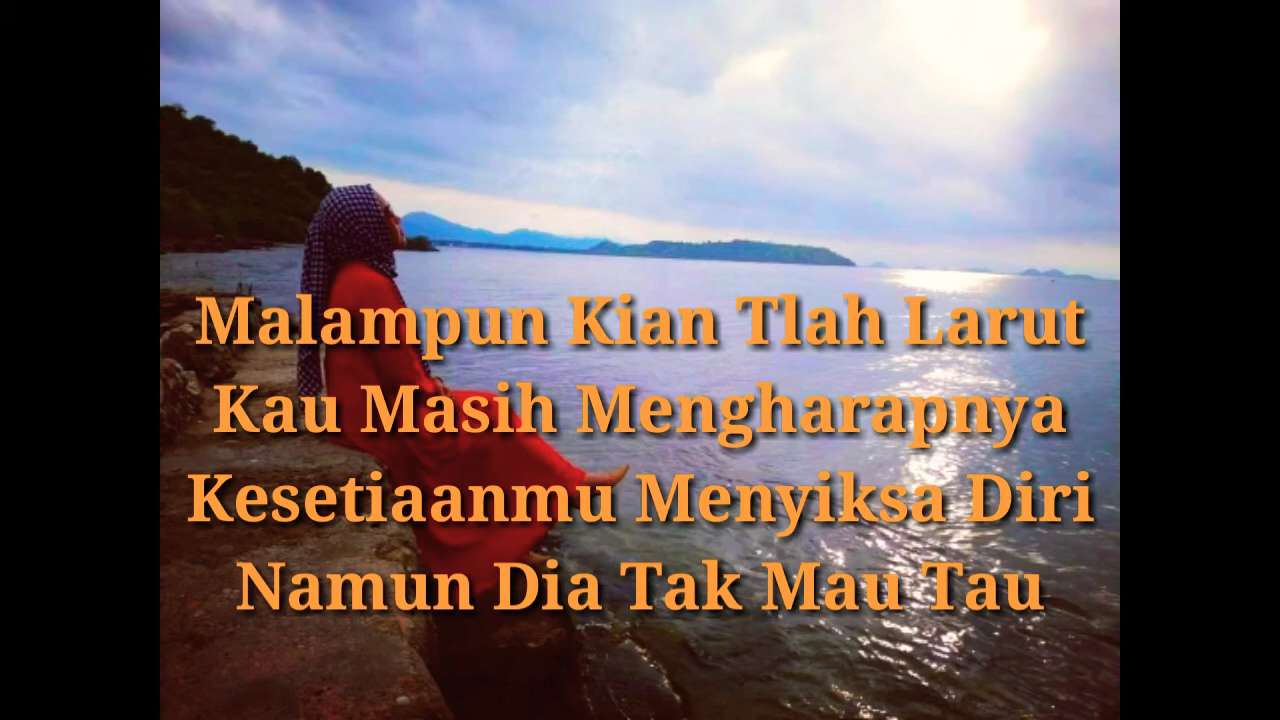 Malampun Kian Tlah Larut
Kau Masih Mengharapnya
Kesetiaanmu Menyiksa Diri
Namun Dia Tak Mau Tau